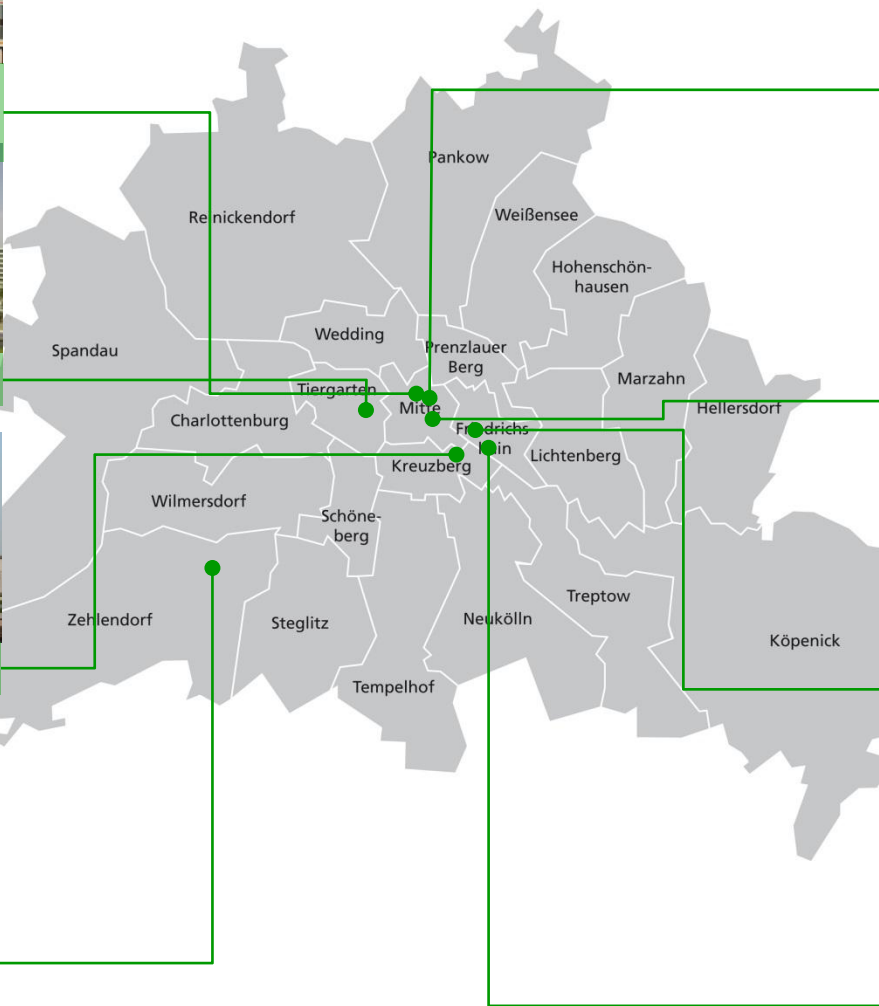 Pankow
Reinickendorf
Weißensee
Hohenschön-
hausen
Wedding
Spandau
Prenzlauer
Berg
Marzahn
Tiergarten
Mitte
Hellersdorf
Charlottenburg
Friedrichs
hain
Lichtenberg
Kreuzberg
Wilmersdorf
Schöne-
berg
Treptow
Zehlendorf
Steglitz
Neukölln
Köpenick
Tempelhof